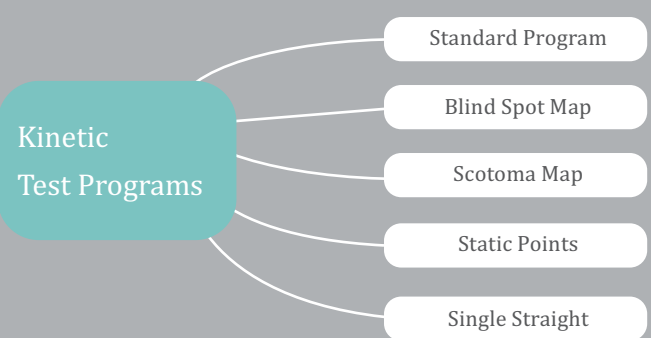 Kinetic
Test Programs
Standard Program
Blind Spot Map
Scotoma Map
Static Points
Single Straight